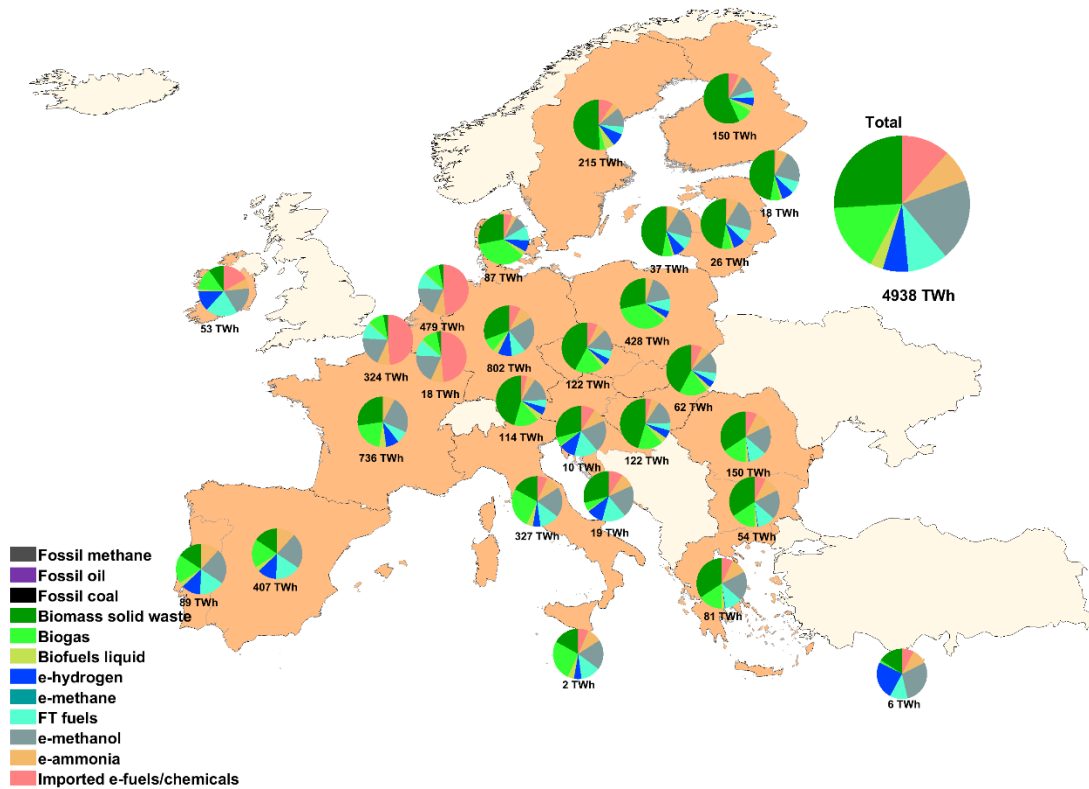 Total
150 TWh
215 TWh
18 TWh
37 TWh
26 TWh
87 TWh
4938 TWh
53 TWh
479 TWh
428 TWh
802 TWh
324 TWh
122 TWh
18 TWh
62 TWh
114 TWh
736 TWh
122 TWh
10 TWh
150 TWh
327 TWh
19 TWh
54 TWh
407 TWh
89 TWh
81 TWh
2 TWh
6 TWh
Fossil methane
Fossil oil
Fossil coal
Biomass solid waste
Biogas
Biofuels liquid
e-hydrogen
e-methane
FT fuels
e-methanol
e-ammonia
Imported e-fuels/chemicals